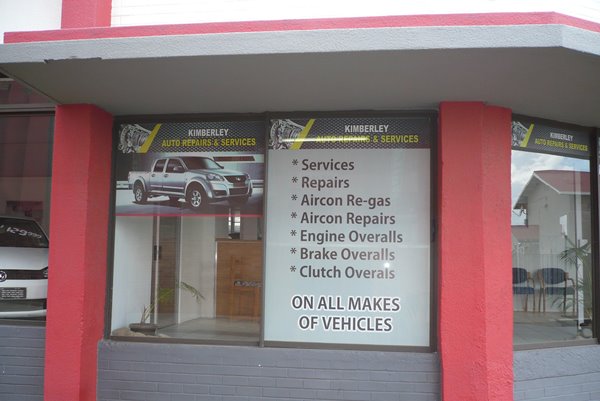 KIMBERLEY
AUTO REPAIRS & SERVICES
KIMBERLEY
AUTO REPAIRS & SERVICES
* Services
* Repairs
* Aircon Re-gas
* Aircon Repairs
* Engine Overalls
* Brake Overalls
* Clutch Overals
ON ALL MAKES
OF VEHICLES
KIMBERLEY
AUTO REPAIRS & SERVICES